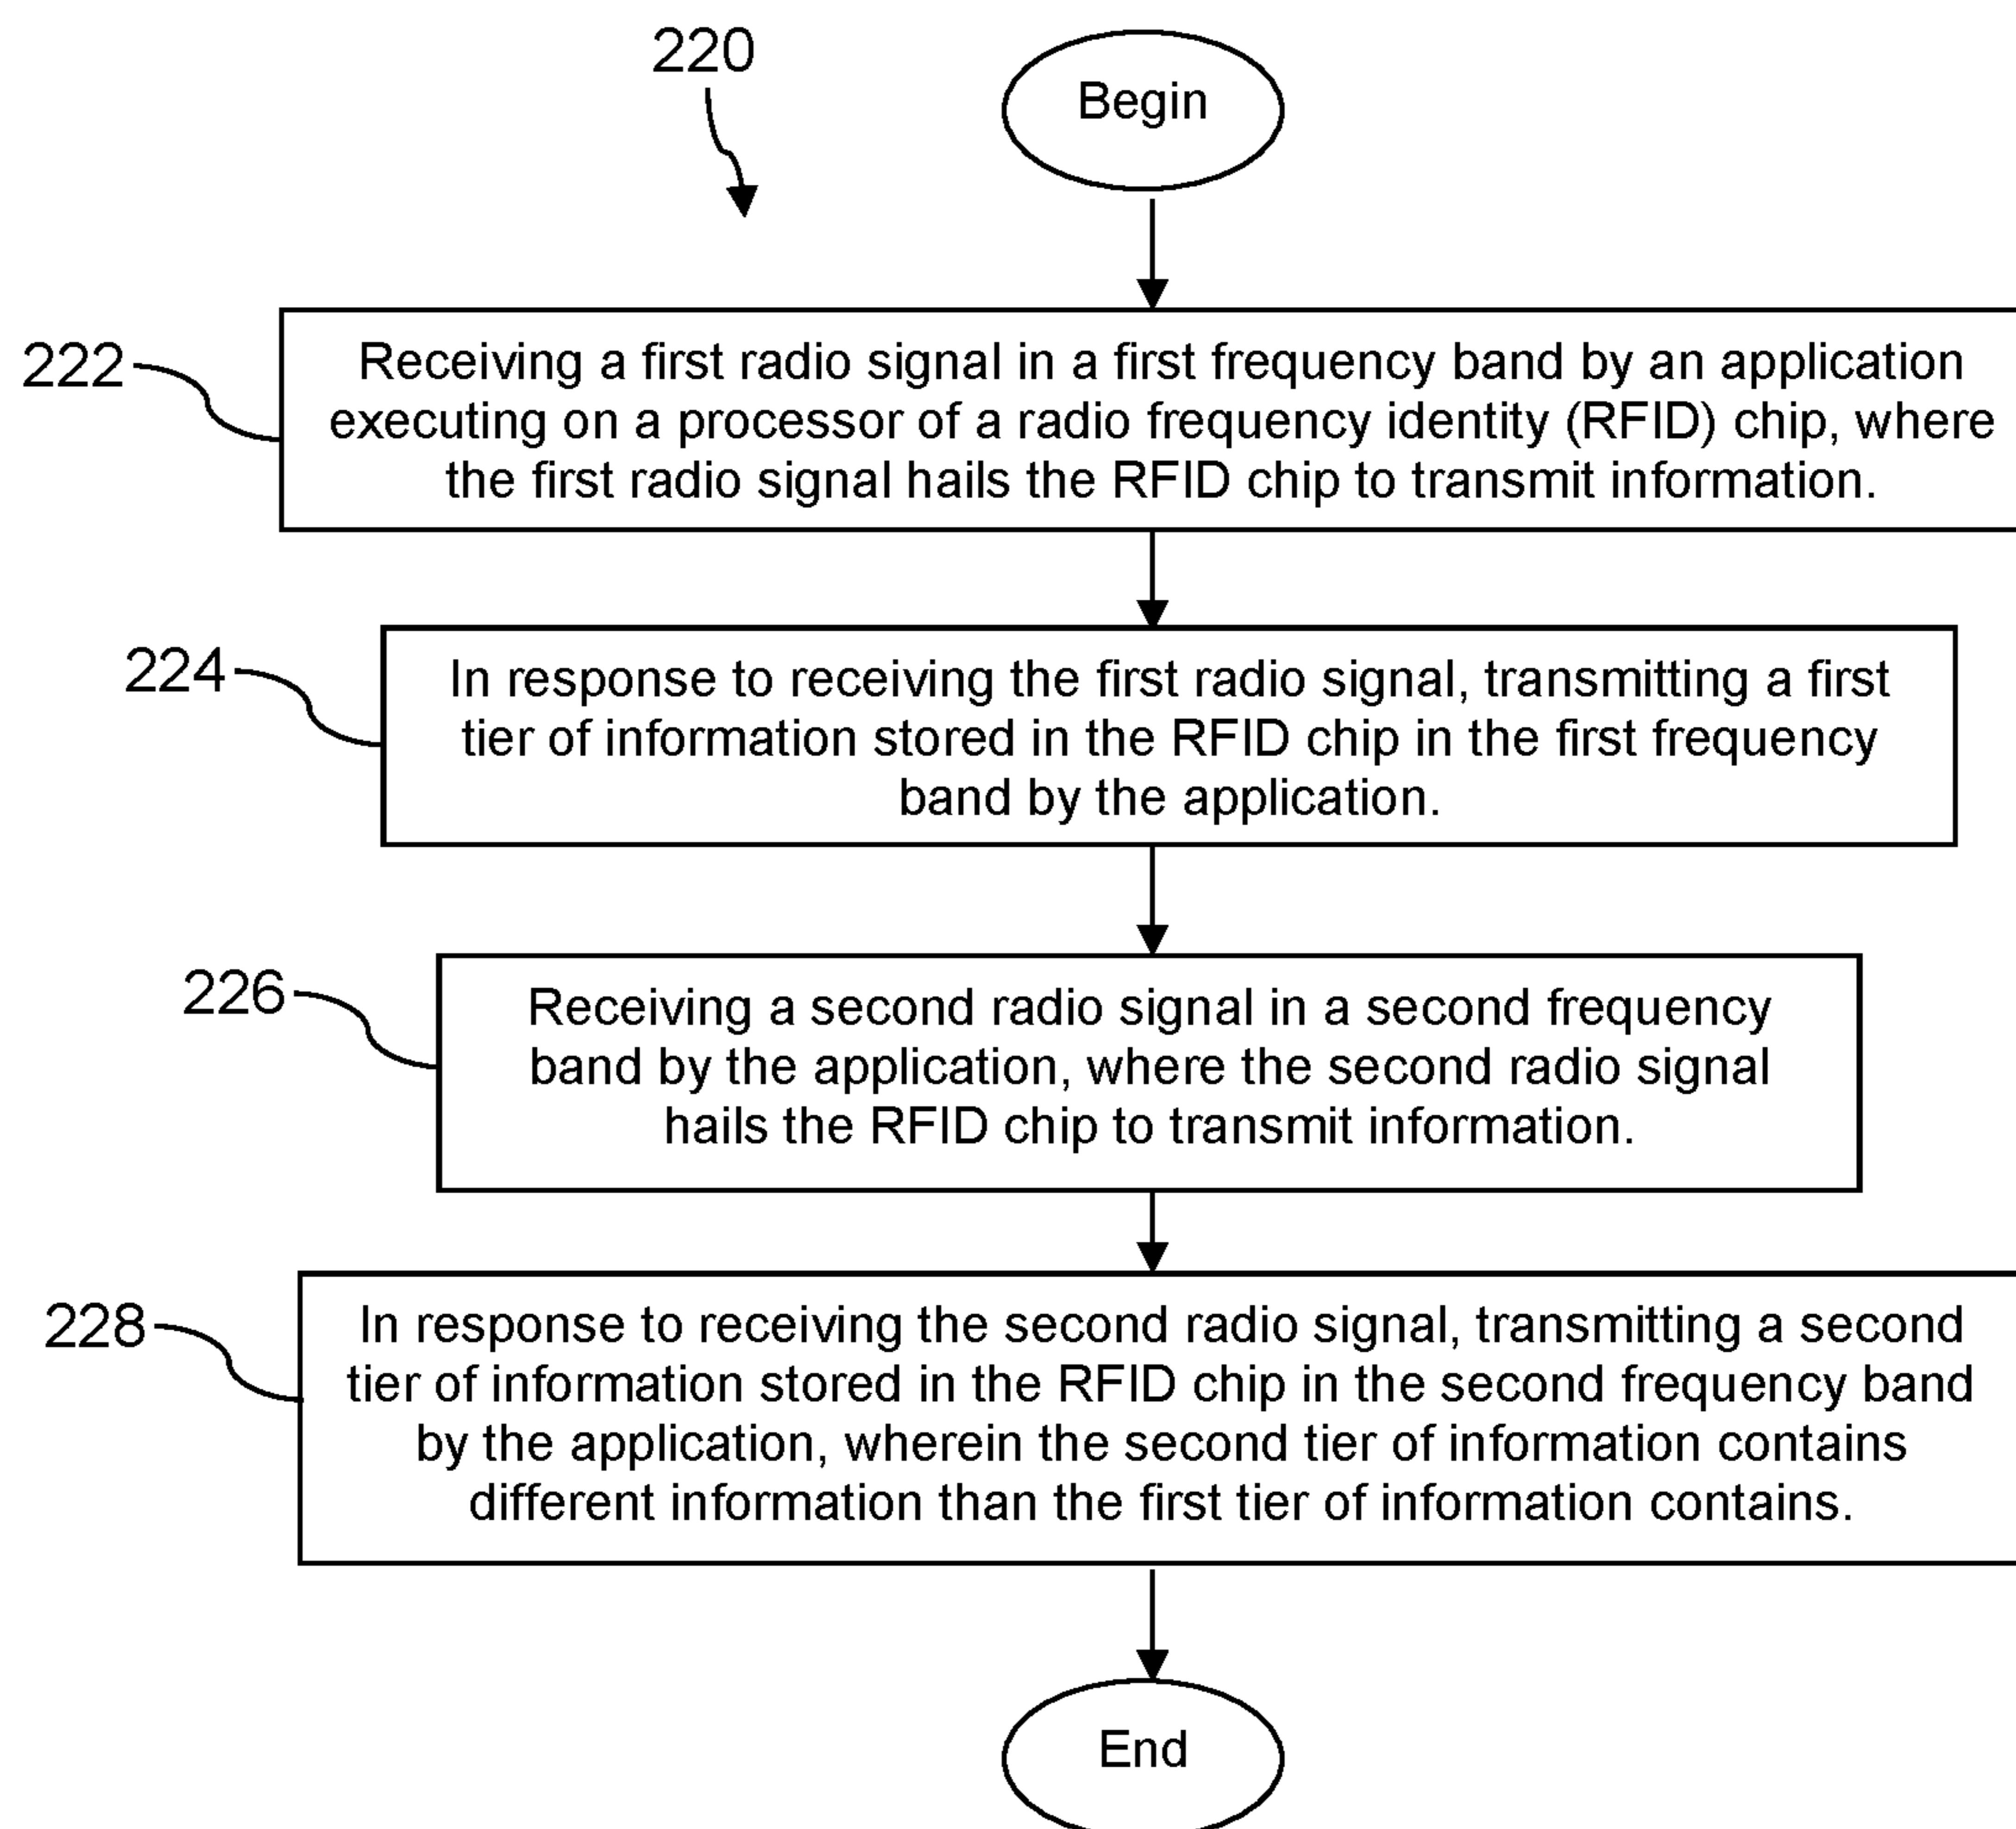 220
Begin
222
Receiving a first radio signal in a first frequency band by an application
executing on a processor of a radio frequency identity (RFID) chip, where
the first radio signal hails the RFID chip to transmit information.
224
In response to receiving the first radio signal, transmitting a first
tier of information stored in the RFID chip in the first frequency
band by the application.
226
Receiving a second radio signal in a second frequency
band by the application, where the second radio signal
hails the RFID chip to transmit information.
228
In response to receiving the second radio signal, transmitting a second
tier of information stored in the RFID chip in the second frequency band
by the application, wherein the second tier of information contains
different information than the first tier of information contains.
End